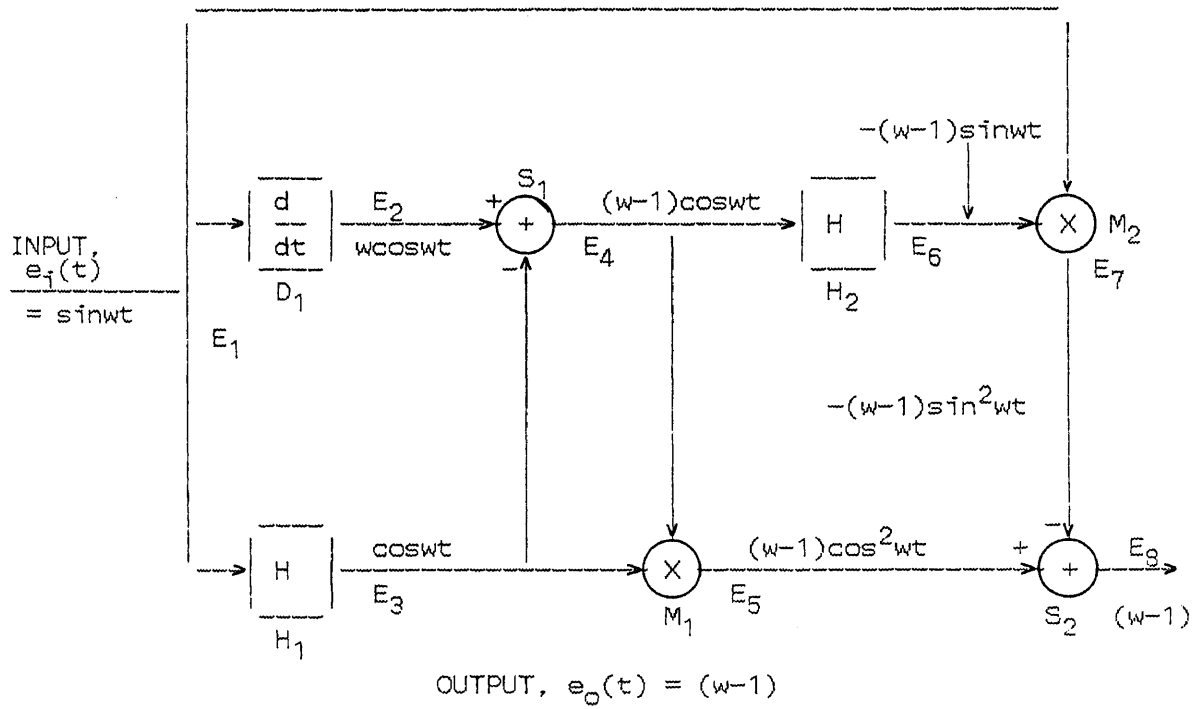 -(w-1)sinwt
S₁
d
dt
E₂
wcoswt
D₁
+
+
-
(w-1)coswt
E₄
H
H₂
E₆
X
M₂
E₇
INPUT,
eᵢ(t)
= sinwt
E₁
-(w-1)sin²wt
H
H₁
coswt
E₃
X
M₁
(w-1)cos²wt
E₅
-
+
+
S₂
E₈
(w-1)
OUTPUT, eₒ(t) = (w-1)